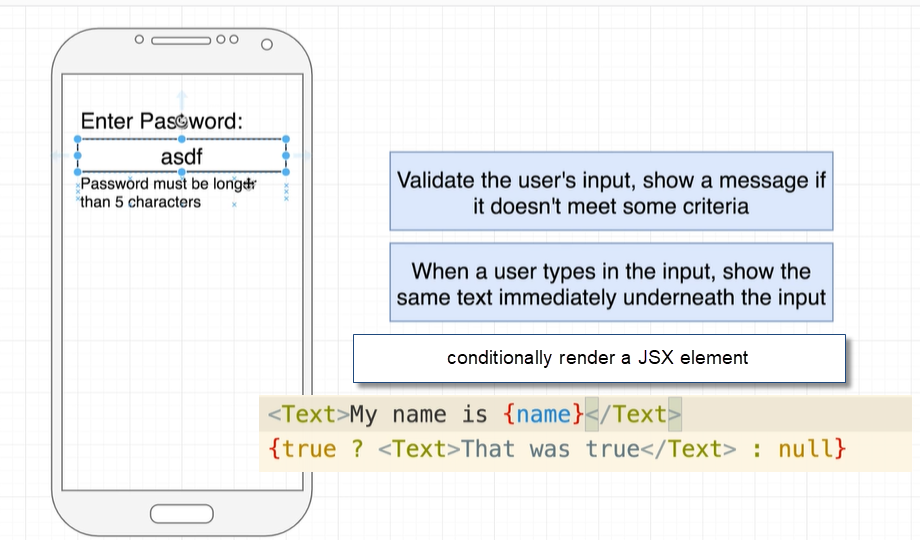 Enter Password:
asdf
Password must be longer
than 5 characters
Validate the user's input, show a message if
it doesn't meet some criteria
When a user types in the input, show the
same text immediately underneath the input
conditionally render a JSX element
<Text>My name is {name}</Text>
{true ? <Text>That was true</Text> : null}